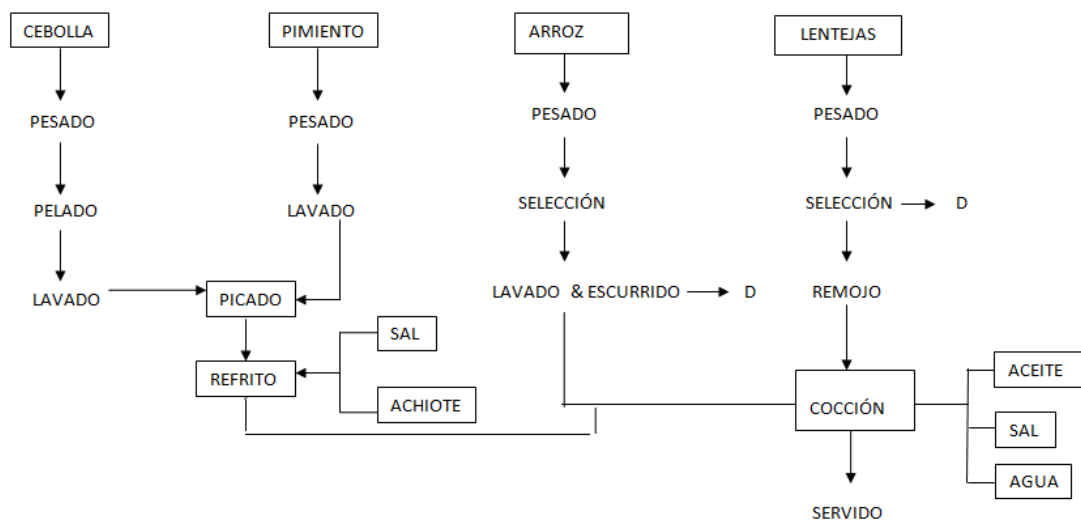 CEBOLLA
PIMIENTO
ARROZ
LENTEJAS
PESADO
PESADO
PESADO
PESADO
PELADO
LAVADO
SELECCIÓN
SELECCIÓN
D
LAVADO
PICADO
LAVADO & ESCURRIDO
D
REMOJO
SAL
REFRITO
ACHIOTE
COCCIÓN
ACEITE
SAL
AGUA
SERVIDO